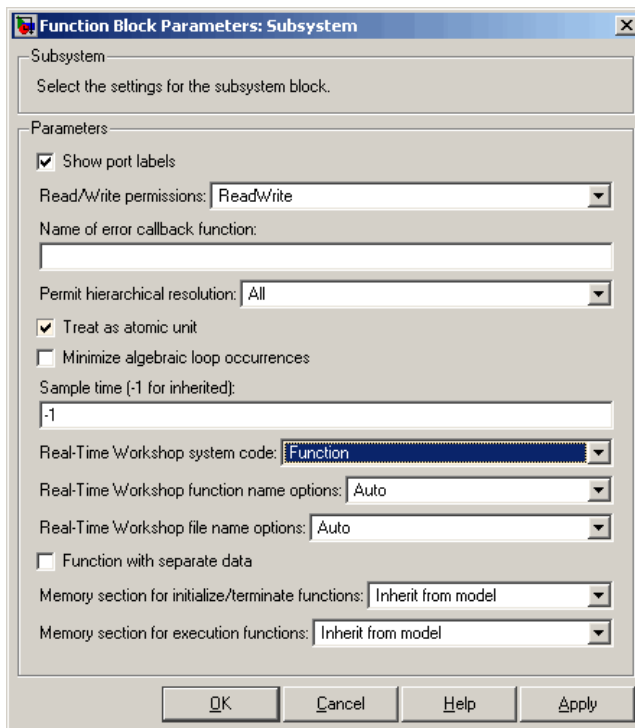 Function Block Parameters: Subsystem
Subsystem
Select the settings for the subsystem block.
Parameters
Show port labels
Read/Write permissions: ReadWrite
Name of error callback function:
Permit hierarchical resolution: All
Treat as atomic unit
Minimize algebraic loop occurrences
Sample time (-1 for inherited):
-1
Real-Time Workshop system code: Function
Real-Time Workshop function name options: Auto
Real-Time Workshop file name options: Auto
Function with separate data
Memory section for initialize/terminate functions: Inherit from model
Memory section for execution functions: Inherit from model
OK Cancel Help Apply